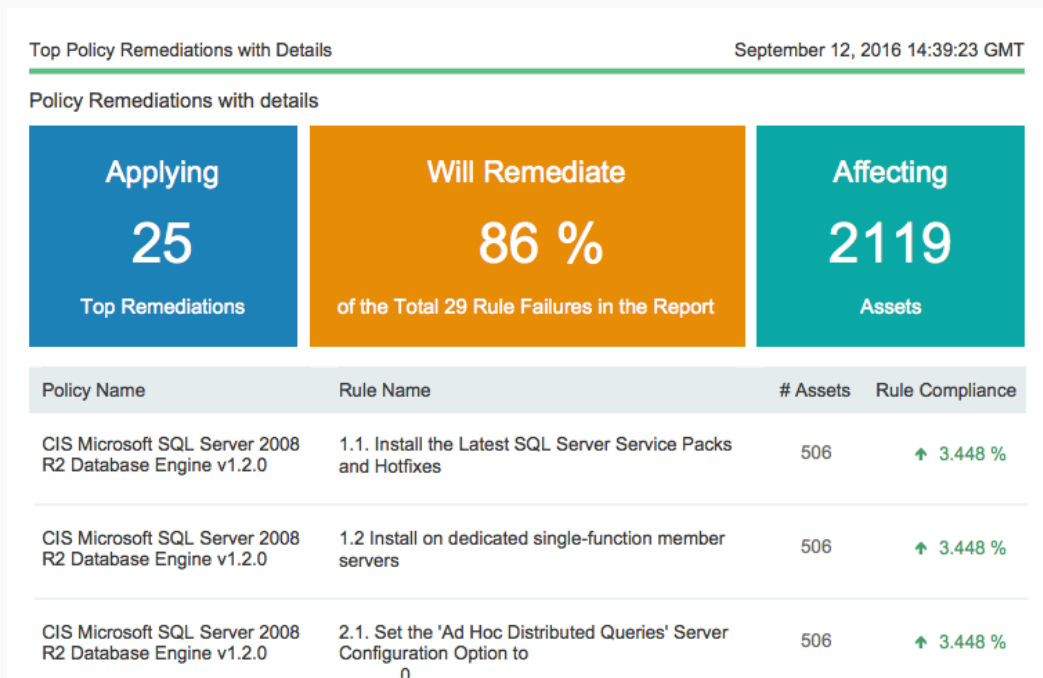 Top Policy Remediations with Details
September 12, 2016 14:39:23 GMT
Policy Remediations with details
Applying
25
Top Remediations
Will Remediate
86 %
of the Total 29 Rule Failures in the Report
Affecting
2119
Assets
Policy Name
Rule Name
# Assets
Rule Compliance
CIS Microsoft SQL Server 2008
R2 Database Engine v1.2.0
1.1. Install the Latest SQL Server Service Packs
and Hotfixes
506
3.448 %
CIS Microsoft SQL Server 2008
R2 Database Engine v1.2.0
1.2 Install on dedicated single-function member
servers
506
3.448 %
CIS Microsoft SQL Server 2008
R2 Database Engine v1.2.0
2.1. Set the 'Ad Hoc Distributed Queries' Server
Configuration Option to
0
506
3.448 %